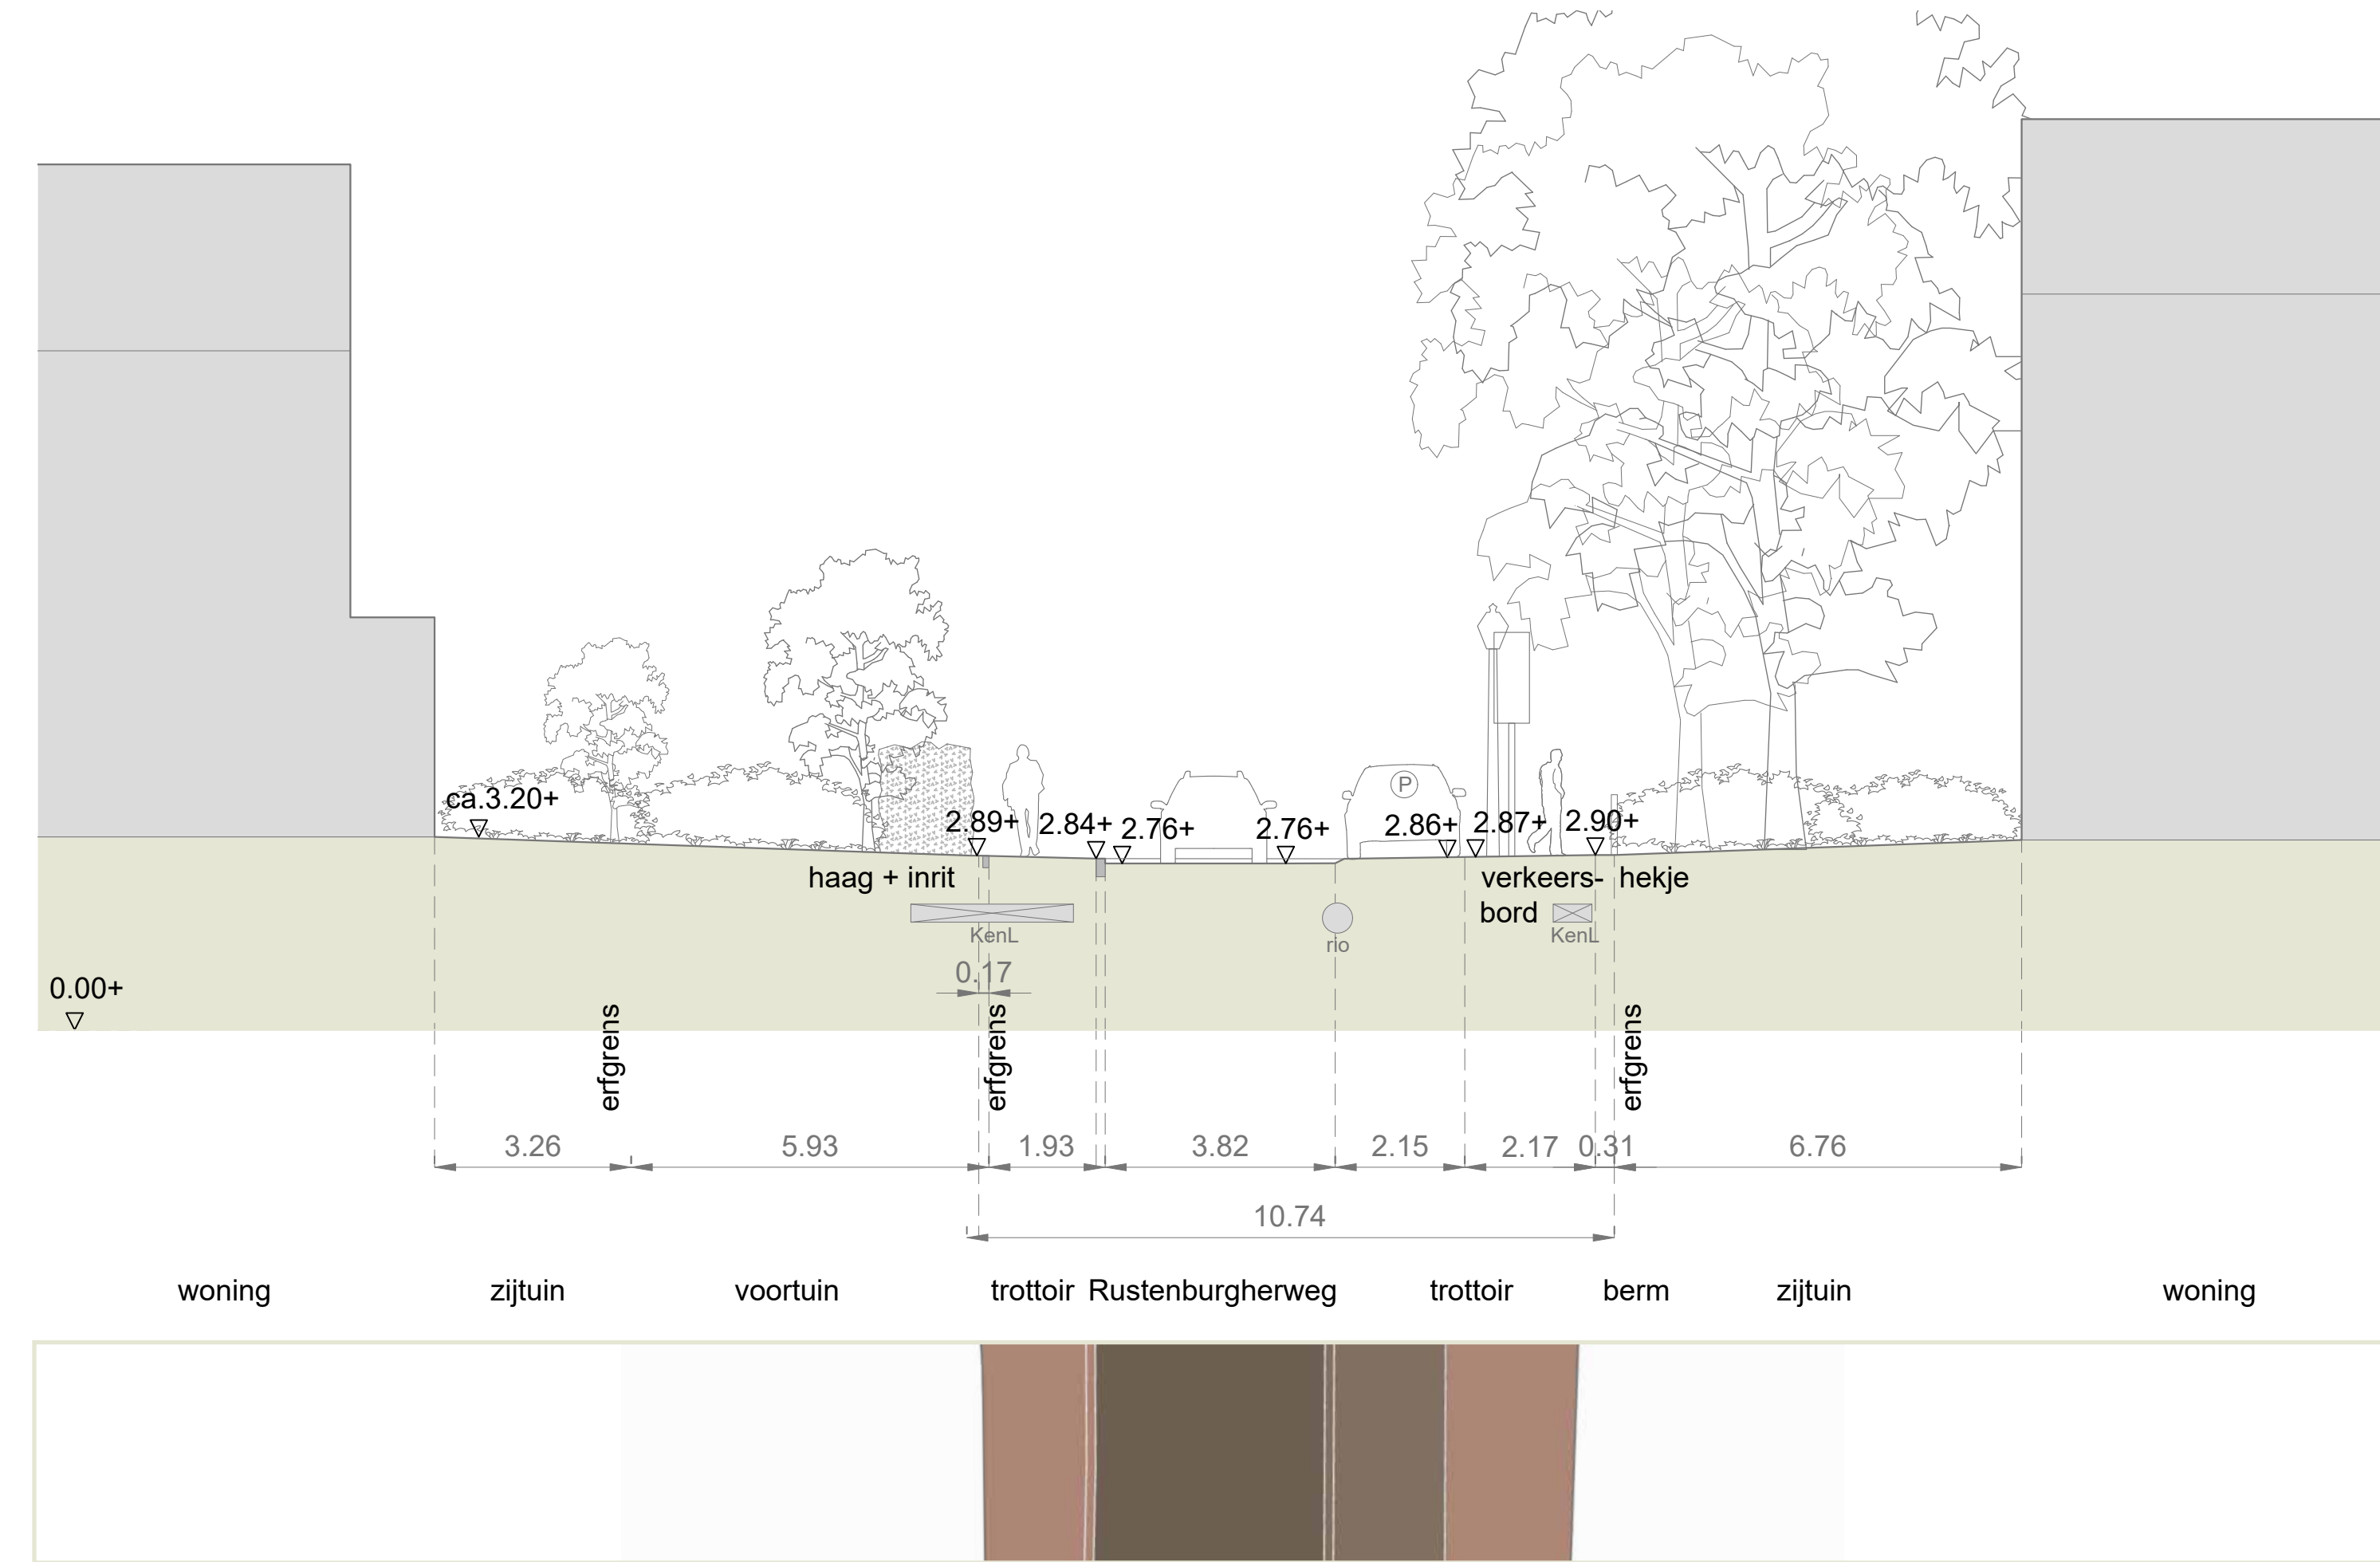 P
ca.3.20+
2.89+ 2.84+ 2.76+ 2.76+ 2.86+ 2.87+ 2.90+
haag + inrit
verkeers- hekje
bord
KenL
rio
KenL
0.17
0.00+
erfgrens
erfgrens
erfgrens
3.26 5.93 1.93 3.82 2.15 2.17 0.31 6.76
10.74
woning zijtuin voortuin trottoir Rustenburgherweg trottoir berm zijtuin woning